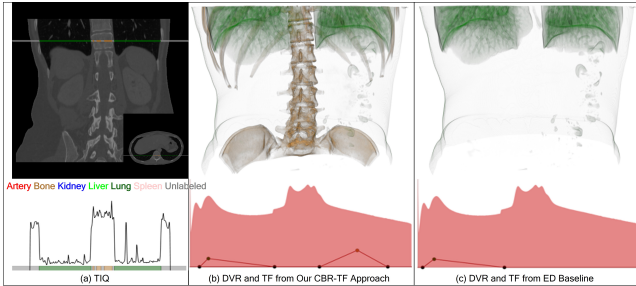 Artery Bone Kidney Liver Lung Spleen Unlabeled
(a) TIQ
(b) DVR and TF from Our CBR-TF Approach
(c) DVR and TF from ED Baseline